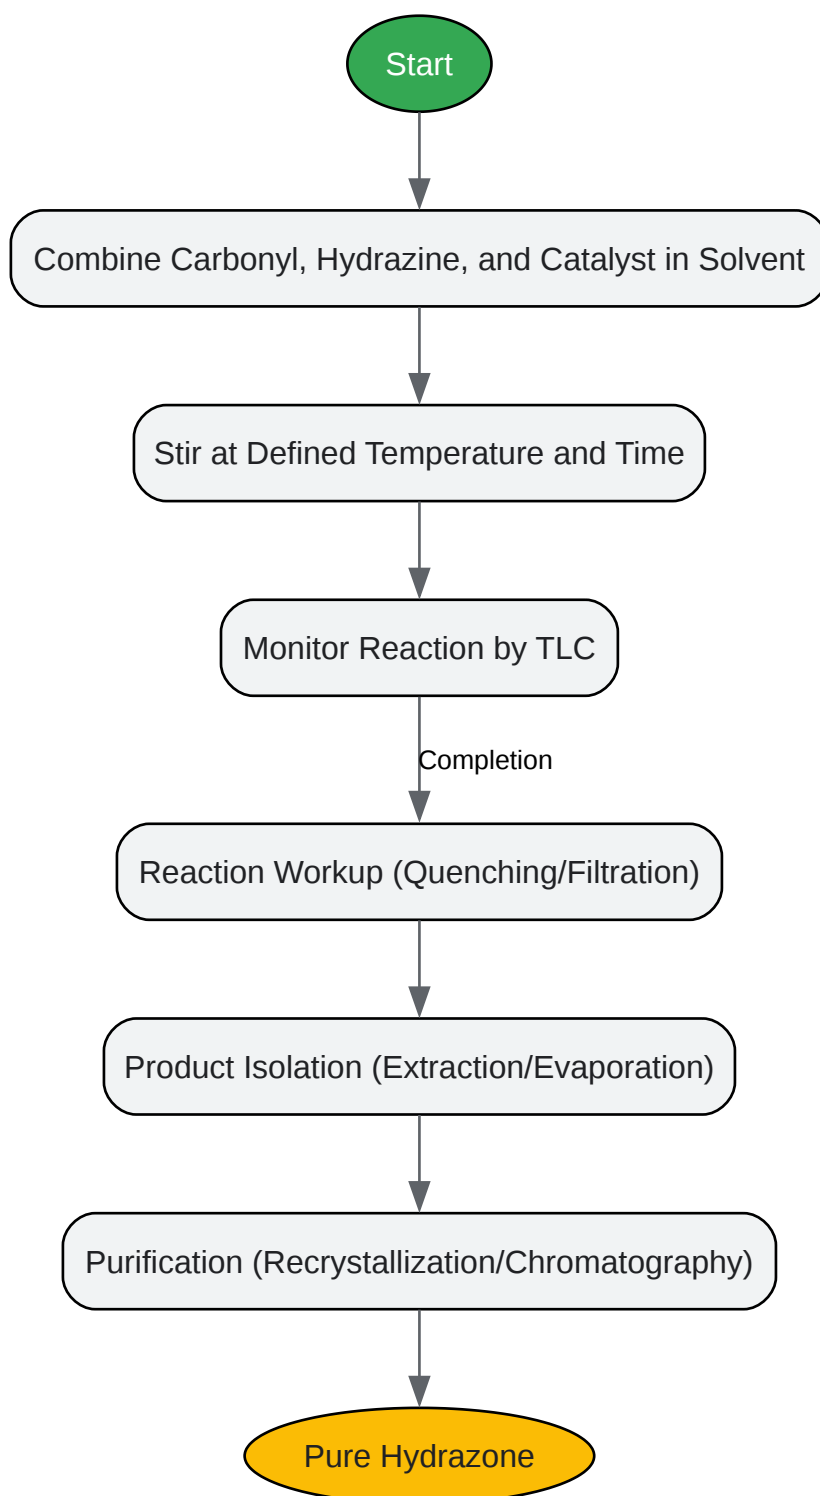 Start
Combine Carbonyl, Hydrazine, and Catalyst in Solvent
Stir at Defined Temperature and Time
Monitor Reaction by TLC
Completion
Reaction Workup (Quenching/Filtration)
Product Isolation (Extraction/Evaporation)
Purification (Recrystallization/Chromatography)
Pure Hydrazone